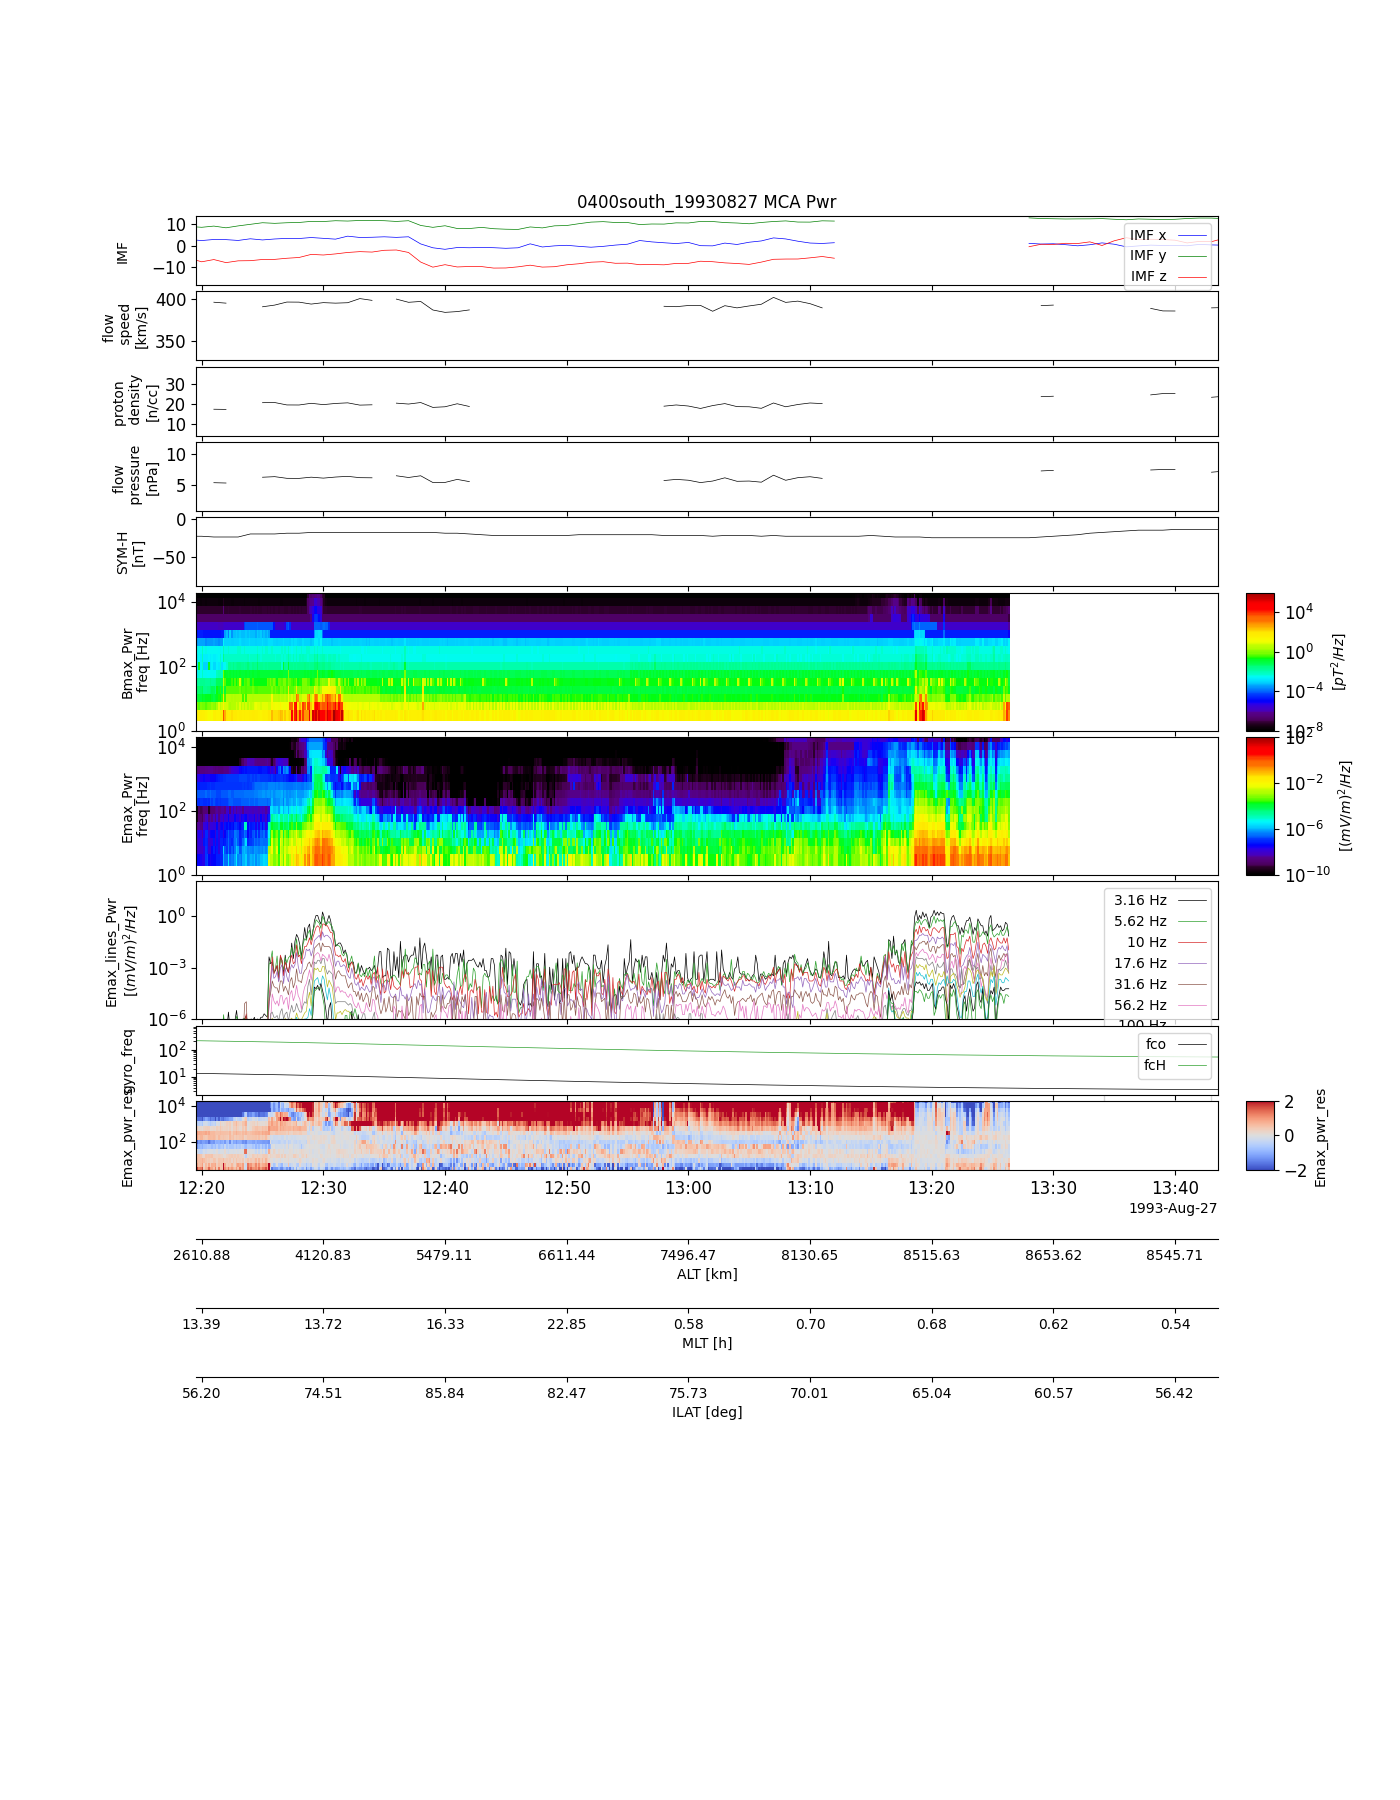 0400south_19930827 MCA Pwr
10
0
−10
IMF
IMF x
IMF y
IMF z
400
350
flow
speed
[km/s]
30
20
10
proton
density
[n/cc]
10
5
flow
pressure
[nPa]
0
−50
SYM-H
[nT]
10^4
10^2
10^0
Bmax_Pwr
freq [Hz]
10^4
10^0
10^−4
10^−8
[pT^2/Hz]
10^4
10^2
10^0
Emax_Pwr
freq [Hz]
10^2
10^−2
10^−6
10^−10
[(mV/m)^2/Hz]
10^0
10^−3
10^−6
Emax_lines_Pwr
[(mV/m)^2/Hz]
3.16 Hz
5.62 Hz
10 Hz
17.6 Hz
31.6 Hz
56.2 Hz
100 Hz
10^2
10^1
gyro_freq
fco
fcH
10^4
10^2
Emax_pwr_res
2
0
−2
Emax_pwr_res
12:20 12:30 12:40 12:50 13:00 13:10 13:20 13:30 13:40
1993-Aug-27
2610.88 4120.83 5479.11 6611.44 7496.47 8130.65 8515.63 8653.62 8545.71
ALT [km]
13.39 13.72 16.33 22.85 0.58 0.70 0.68 0.62 0.54
MLT [h]
56.20 74.51 85.84 82.47 75.73 70.01 65.04 60.57 56.42
ILAT [deg]